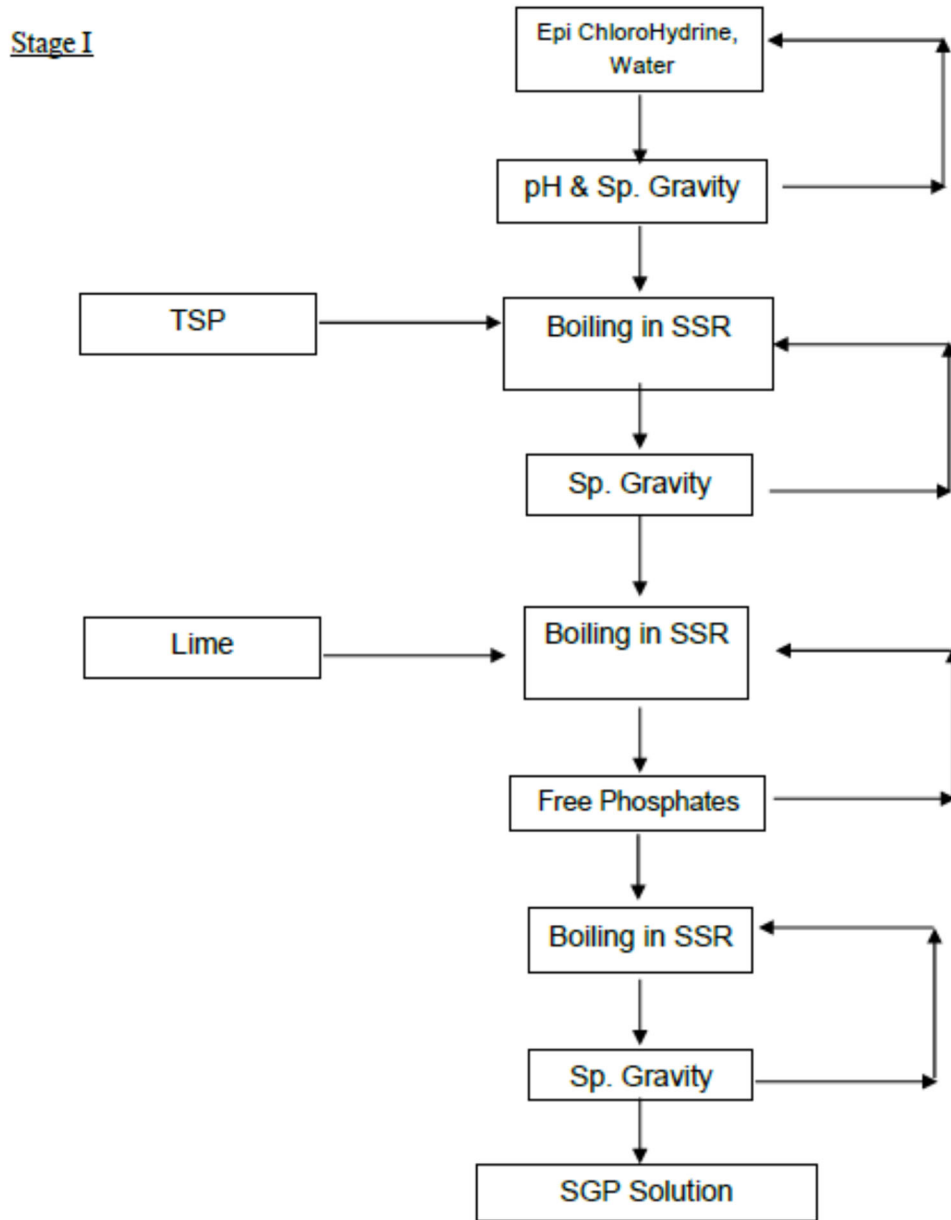 Stage I
Epi ChloroHydrine,
Water
pH & Sp. Gravity
TSP
Boiling in SSR
Sp. Gravity
Lime
Boiling in SSR
Free Phosphates
Boiling in SSR
Sp. Gravity
SGP Solution